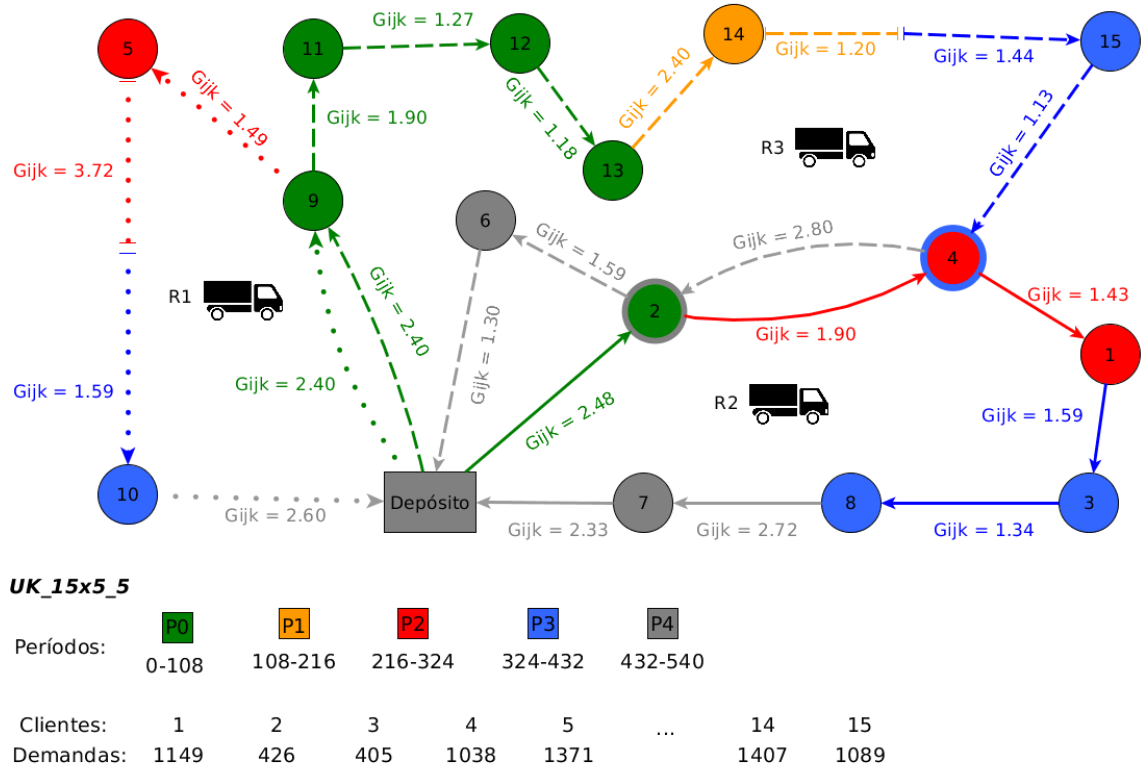 Gijk = 1.27
5
11
12
14
15
Gijk = 1.20
Gijk = 1.44
Gijk = 1.49
Gijk = 1.90
Gijk = 1.18
Gijk = 2.40
Gijk = 1.13
R3
Gijk = 3.72
13
9
6
Gijk = 2.80
4
Gijk = 1.59
R1
2
Gijk = 1.43
Gijk = 2.40
Gijk = 1.30
Gijk = 1.90
1
Gijk = 1.59
Gijk = 2.40
Gijk = 2.48
R2
Gijk = 1.59
10
Depósito
7
8
3
Gijk = 2.60
Gijk = 2.33
Gijk = 2.72
Gijk = 1.34
UK_15x5_5
Períodos:
P0 P1 P2 P3 P4
0-108 108-216 216-324 324-432 432-540
Clientes: 1 2 3 4 5 ... 14 15
Demandas: 1149 426 405 1038 1371 1407 1089